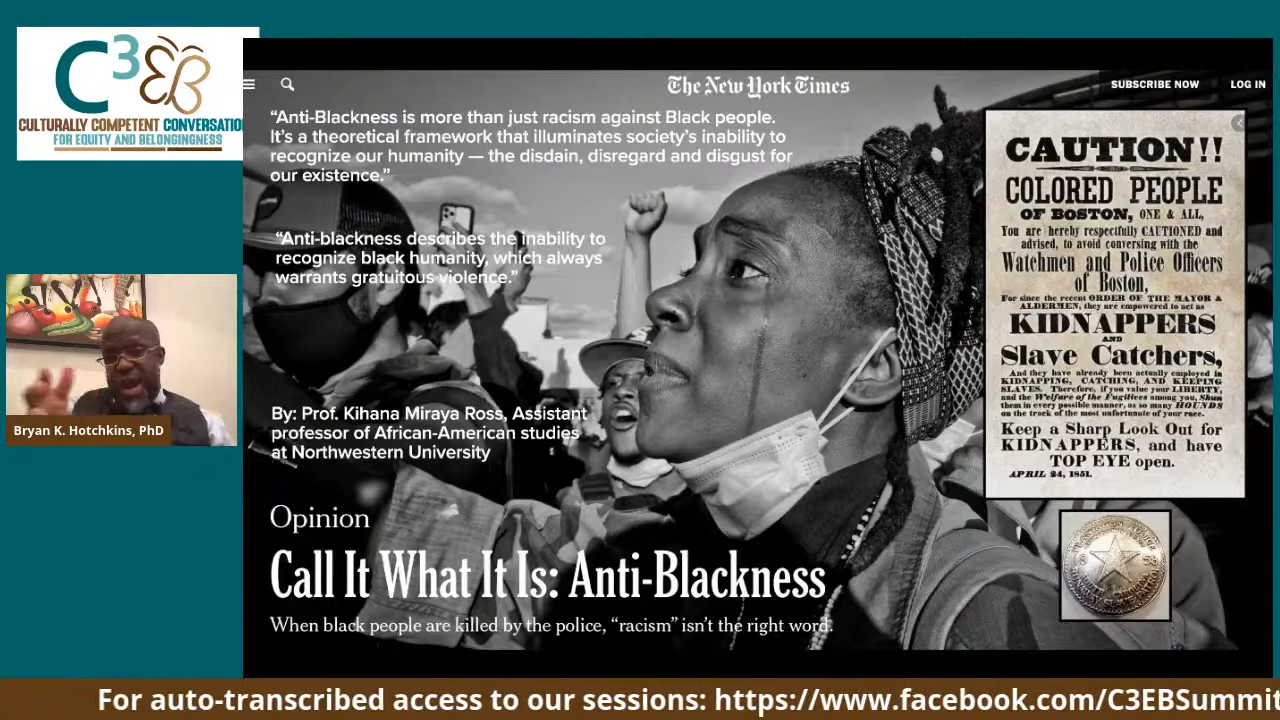 C3EB
CULTURALLY COMPETENT CONVERSATIO
FOR EQUITY AND BELONGINGNESS
The New York Times
SUBSCRIBE NOW
LOG IN
“Anti-Blackness is more than just racism against Black people.
It’s a theoretical framework that illuminates society’s inability to
recognize our humanity — the disdain, disregard and disgust for
our existence.”
“Anti-blackness describes the inability to
recognize black humanity, which always
warrants gratuitous violence.”
By: Prof. Kihana Miraya Ross, Assistant
professor of African-American studies
at Northwestern University
Opinion
Call It What It Is: Anti-Blackness
When black people are killed by the police, “racism” isn’t the right word.
CAUTION!!
COLORED PEOPLE
OF BOSTON, ONE & ALL,
You are hereby respectfully CAUTIONED and
advised, to avoid conversing with the
Watchmen and Police Officers
of Boston,
For since the recent ORDER OF THE MAYOR &
ALDERMEN, they are empowered to act as
KIDNAPPERS
AND
Slave Catchers,
And they have already been actually employed in
KIDNAPPING, CATCHING, AND KEEPING
SLAVES. Therefore, if you value your LIBERTY,
and the Welfare of the Fugitives among you, Shun
them in every possible manner, as so many HOUNDS
on the track of the most unfortunate of your race.
Keep a Sharp Look Out for
KIDNAPPERS, and have
TOP EYE open.
APRIL 24, 1851.
Bryan K. Hotchkins, PhD
For auto-transcribed access to our sessions: https://www.facebook.com/C3EBSummit